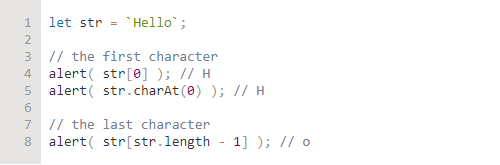 1 let str = `Hello`;
2
3 // the first character
4 alert( str[0] ); // H
5 alert( str.charAt(0) ); // H
6
7 // the last character
8 alert( str[str.length - 1] ); // o